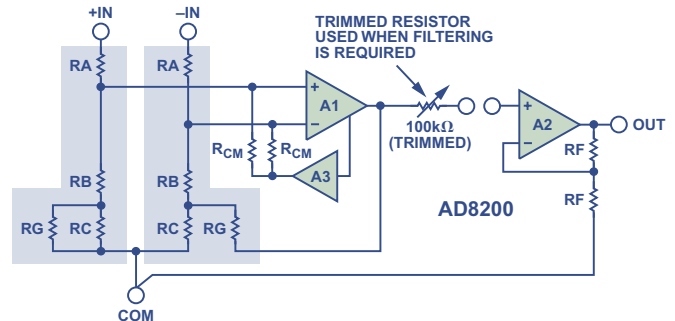 +IN
–IN
TRIMMED RESISTOR
USED WHEN FILTERING
IS REQUIRED
RA
RA
+
A1
–
+
A2
–
OUT
100kΩ
(TRIMMED)
RCM
RCM
A3
RF
RB
RB
RF
AD8200
RG
RC
RC
RG
COM